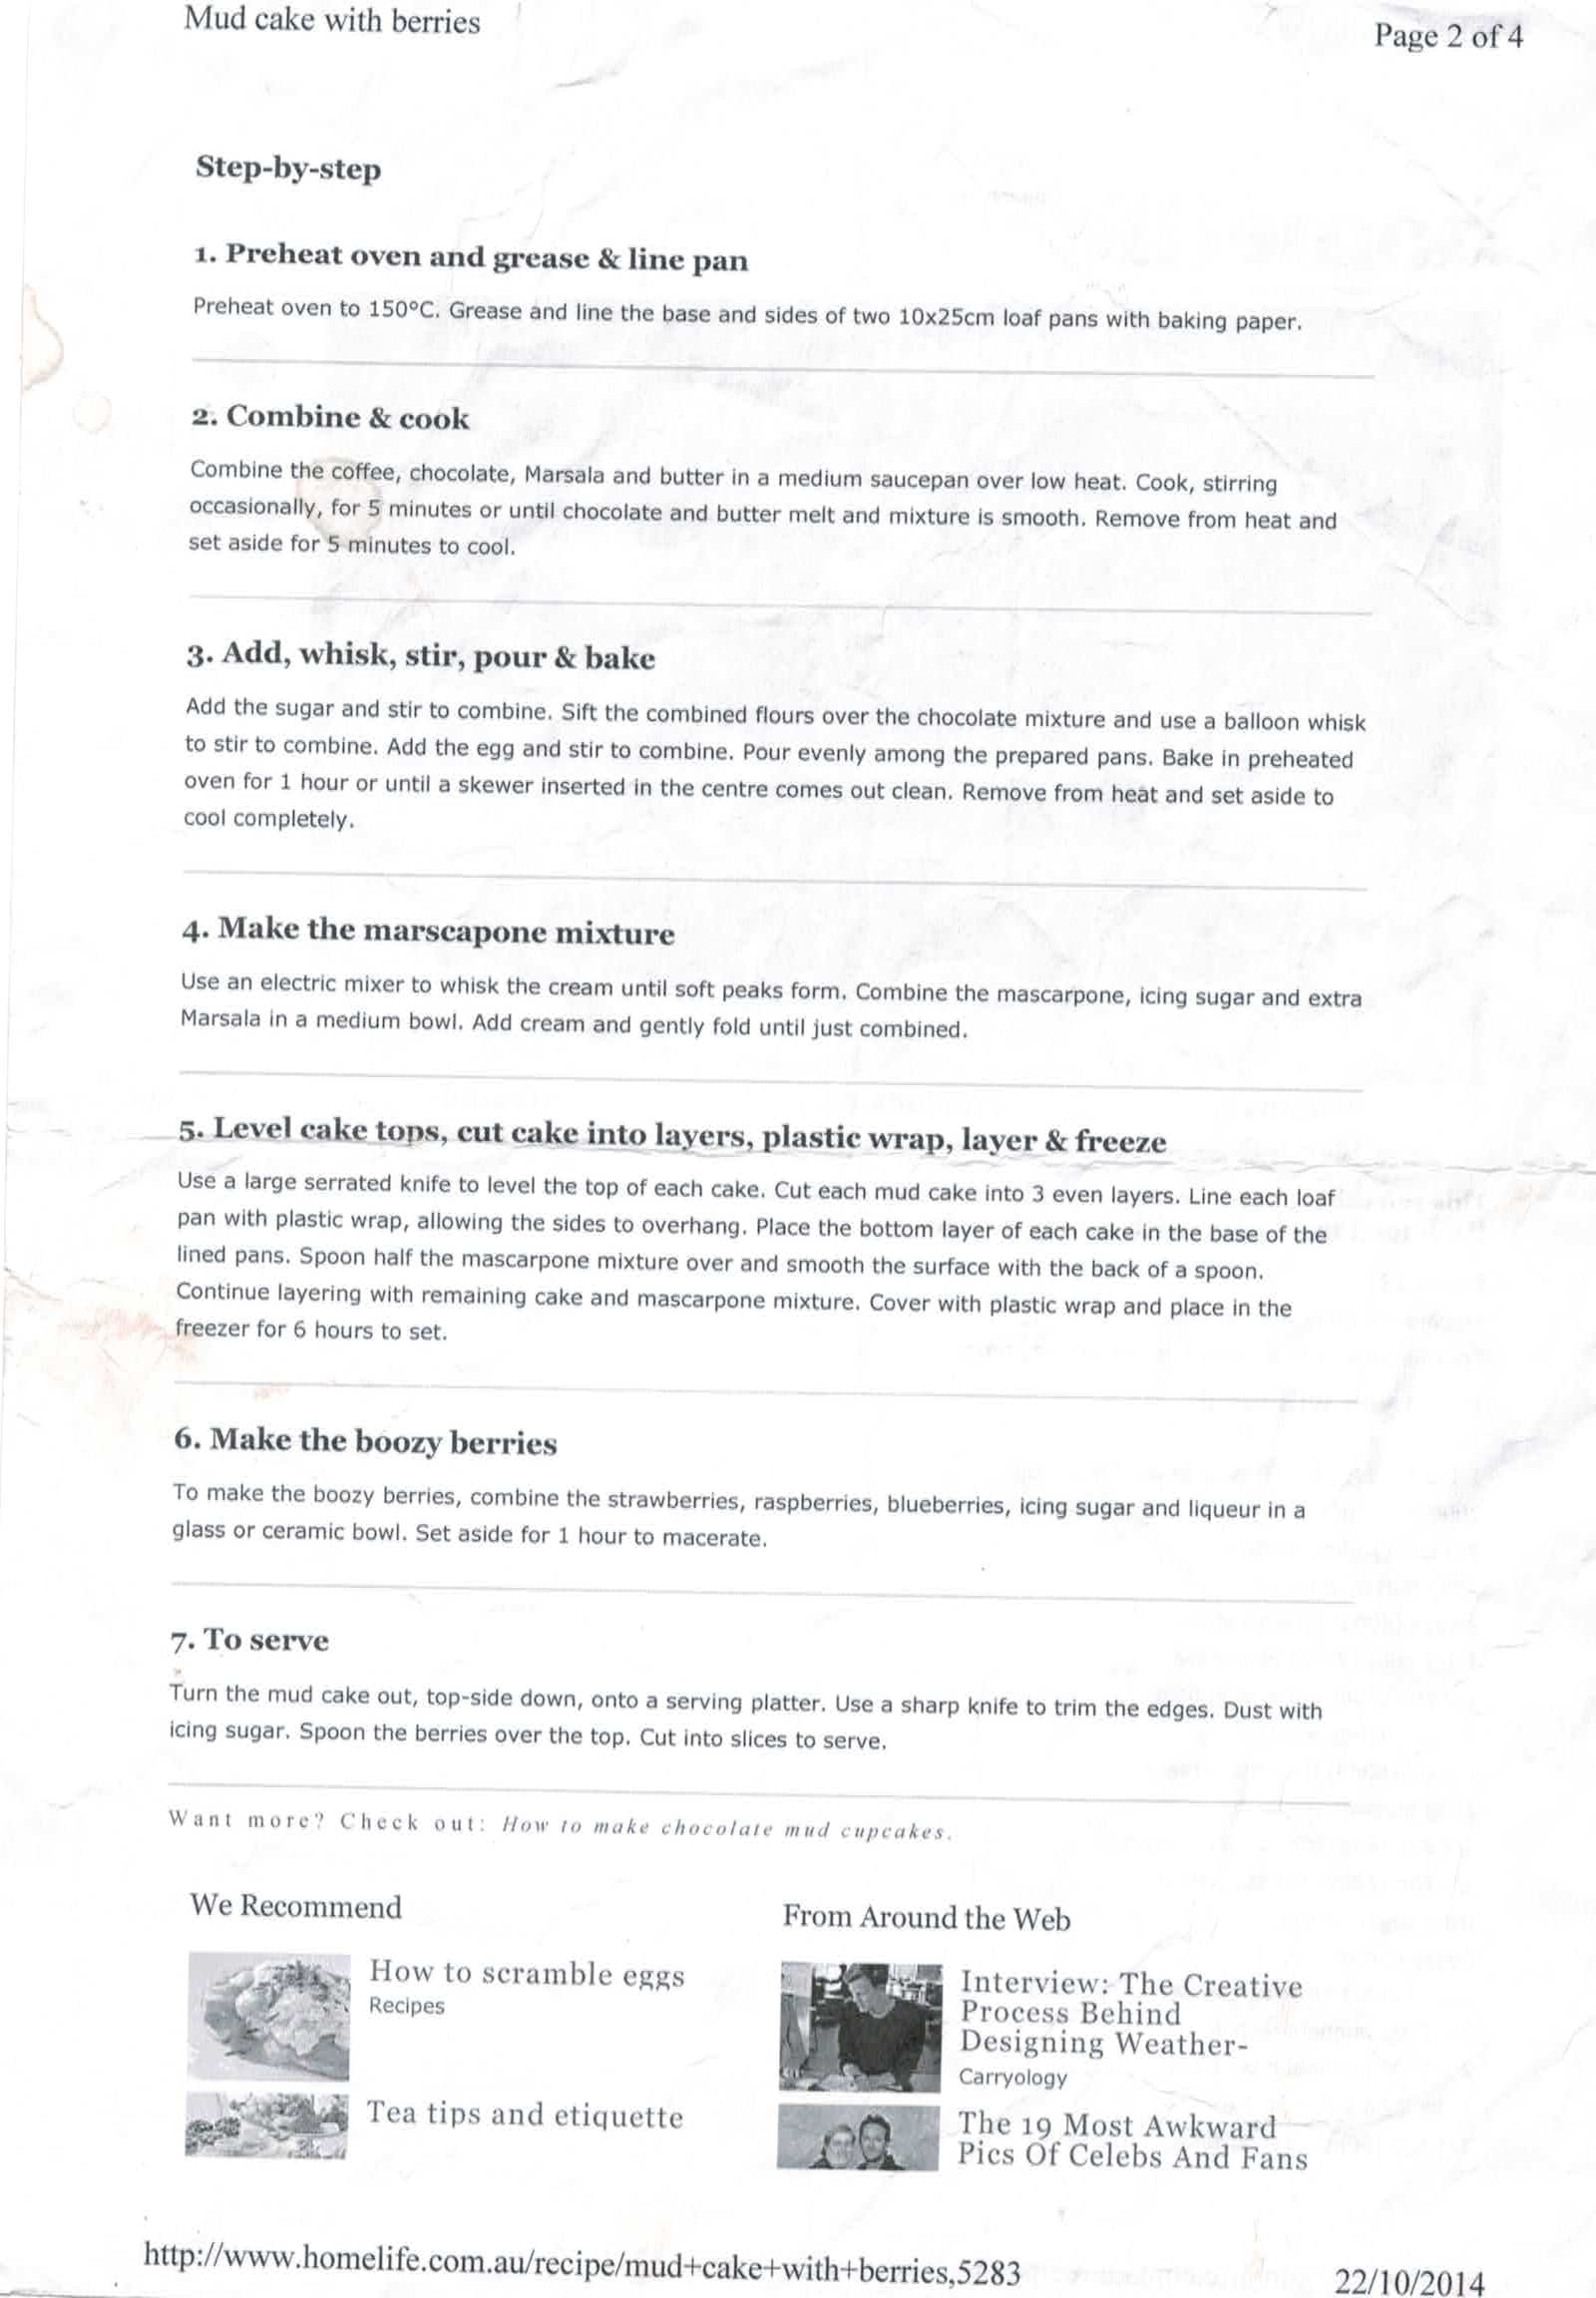 Mud cake with berries
Page 2 of 4
Step-by-step
1. Preheat oven and grease & line pan
Preheat oven to 150°C. Grease and line the base and sides of two 10x25cm loaf pans with baking paper.
2. Combine & cook
Combine the coffee, chocolate, Marsala and butter in a medium saucepan over low heat. Cook, stirring
occasionally, for 5 minutes or until chocolate and butter melt and mixture is smooth. Remove from heat and
set aside for 5 minutes to cool.
3. Add, whisk, stir, pour & bake
Add the sugar and stir to combine. Sift the combined flours over the chocolate mixture and use a balloon whisk
to stir to combine. Add the egg and stir to combine. Pour evenly among the prepared pans. Bake in preheated
oven for 1 hour or until a skewer inserted in the centre comes out clean. Remove from heat and set aside to
cool completely.
4. Make the marscapone mixture
Use an electric mixer to whisk the cream until soft peaks form. Combine the mascarpone, icing sugar and extra
Marsala in a medium bowl. Add cream and gently fold until just combined.
5. Level cake tops, cut cake into layers, plastic wrap, layer & freeze
Use a large serrated knife to level the top of each cake. Cut each mud cake into 3 even layers. Line each loaf
pan with plastic wrap, allowing the sides to overhang. Place the bottom layer of each cake in the base of the
lined pans. Spoon half the mascarpone mixture over and smooth the surface with the back of a spoon.
Continue layering with remaining cake and mascarpone mixture. Cover with plastic wrap and place in the
freezer for 6 hours to set.
6. Make the boozy berries
To make the boozy berries, combine the strawberries, raspberries, blueberries, icing sugar and liqueur in a
glass or ceramic bowl. Set aside for 1 hour to macerate.
7. To serve
Turn the mud cake out, top-side down, onto a serving platter. Use a sharp knife to trim the edges. Dust with
icing sugar. Spoon the berries over the top. Cut into slices to serve.
Want more? Check out: How to make chocolate mud cupcakes.
We Recommend
How to scramble eggs
Recipes
Tea tips and etiquette
From Around the Web
Interview: The Creative
Process Behind
Designing Weather-
Carryology
The 19 Most Awkward
Pics Of Celebs And Fans
http://www.homelife.com.au/recipe/mud+cake+with+berries,5283
22/10/2014